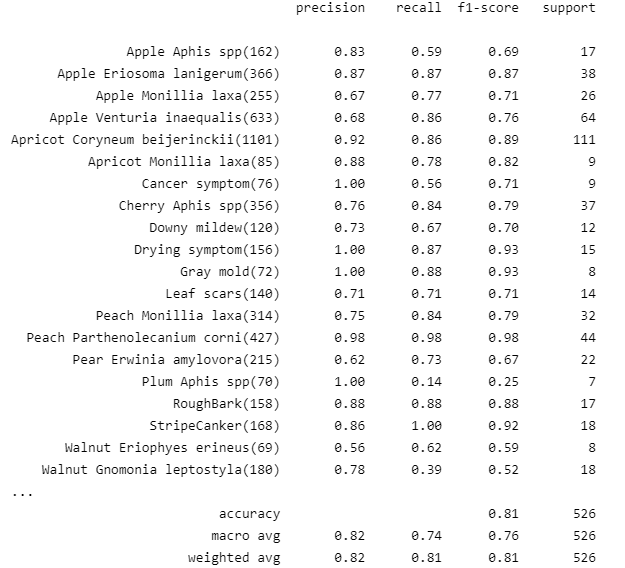 precision recall f1-score support
Apple Aphis spp(162) 0.83 0.59 0.69 17
Apple Eriosoma lanigerum(366) 0.87 0.87 0.87 38
Apple Monillia laxa(255) 0.67 0.77 0.71 26
Apple Venturia inaequalis(633) 0.68 0.86 0.76 64
Apricot Coryneum beijerinckii(1101) 0.92 0.86 0.89 111
Apricot Monillia laxa(85) 0.88 0.78 0.82 9
Cancer symptom(76) 1.00 0.56 0.71 9
Cherry Aphis spp(356) 0.76 0.84 0.79 37
Downy mildew(120) 0.73 0.67 0.70 12
Drying symptom(156) 1.00 0.87 0.93 15
Gray mold(72) 1.00 0.88 0.93 8
Leaf scars(140) 0.71 0.71 0.71 14
Peach Monillia laxa(314) 0.75 0.84 0.79 32
Peach Parthenolecanium corni(427) 0.98 0.98 0.98 44
Pear Erwinia amylovora(215) 0.62 0.73 0.67 22
Plum Aphis spp(70) 1.00 0.14 0.25 7
RoughBark(158) 0.88 0.88 0.88 17
StripeCanker(168) 0.86 1.00 0.92 18
Walnut Eriophyes erineus(69) 0.56 0.62 0.59 8
Walnut Gnomonia leptostyla(180) 0.78 0.39 0.52 18
...
accuracy 0.81 526
macro avg 0.82 0.74 0.76 526
weighted avg 0.82 0.81 0.81 526